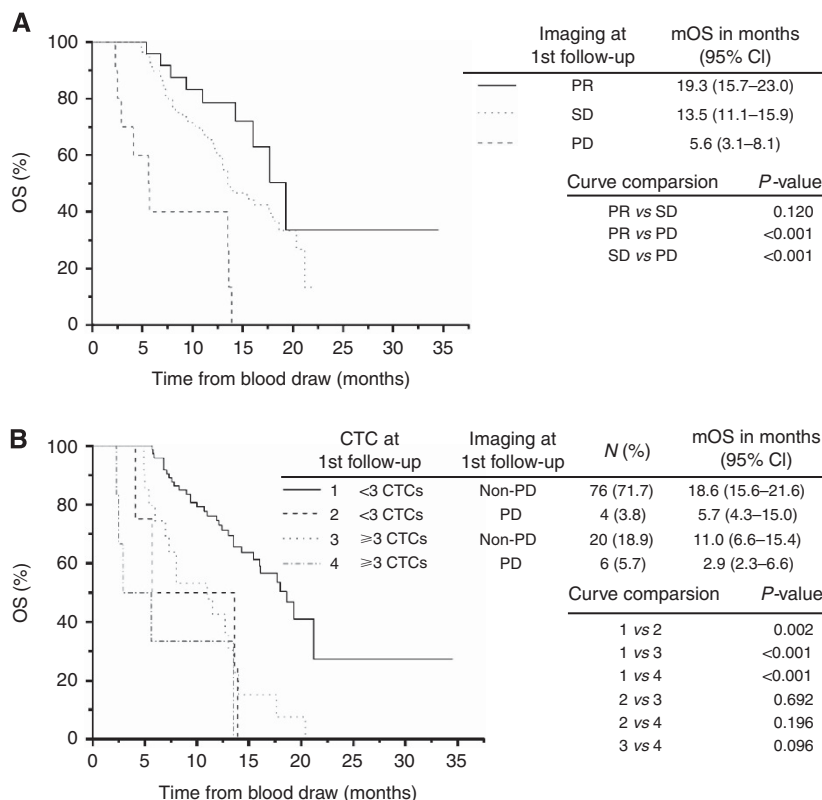 A
100
80
60
40
20
0
OS (%)
0 5 10 15 20 25 30 35
Time from blood draw (months)
Imaging at 1st follow-up mOS in months (95% CI)
PR 19.3 (15.7–23.0)
SD 13.5 (11.1–15.9)
PD 5.6 (3.1–8.1)
Curve comparsion P-value
PR vs SD 0.120
PR vs PD <0.001
SD vs PD <0.001
B
100
80
60
40
20
0
OS (%)
0 5 10 15 20 25 30 35
Time from blood draw (months)
CTC at 1st follow-up Imaging at 1st follow-up N (%) mOS in months (95% CI)
1 <3 CTCs Non-PD 76 (71.7) 18.6 (15.6–21.6)
2 <3 CTCs PD 4 (3.8) 5.7 (4.3–15.0)
3 ⩾3 CTCs Non-PD 20 (18.9) 11.0 (6.6–15.4)
4 ⩾3 CTCs PD 6 (5.7) 2.9 (2.3–6.6)
Curve comparsion P-value
1 vs 2 0.002
1 vs 3 <0.001
1 vs 4 <0.001
2 vs 3 0.692
2 vs 4 0.196
3 vs 4 0.096